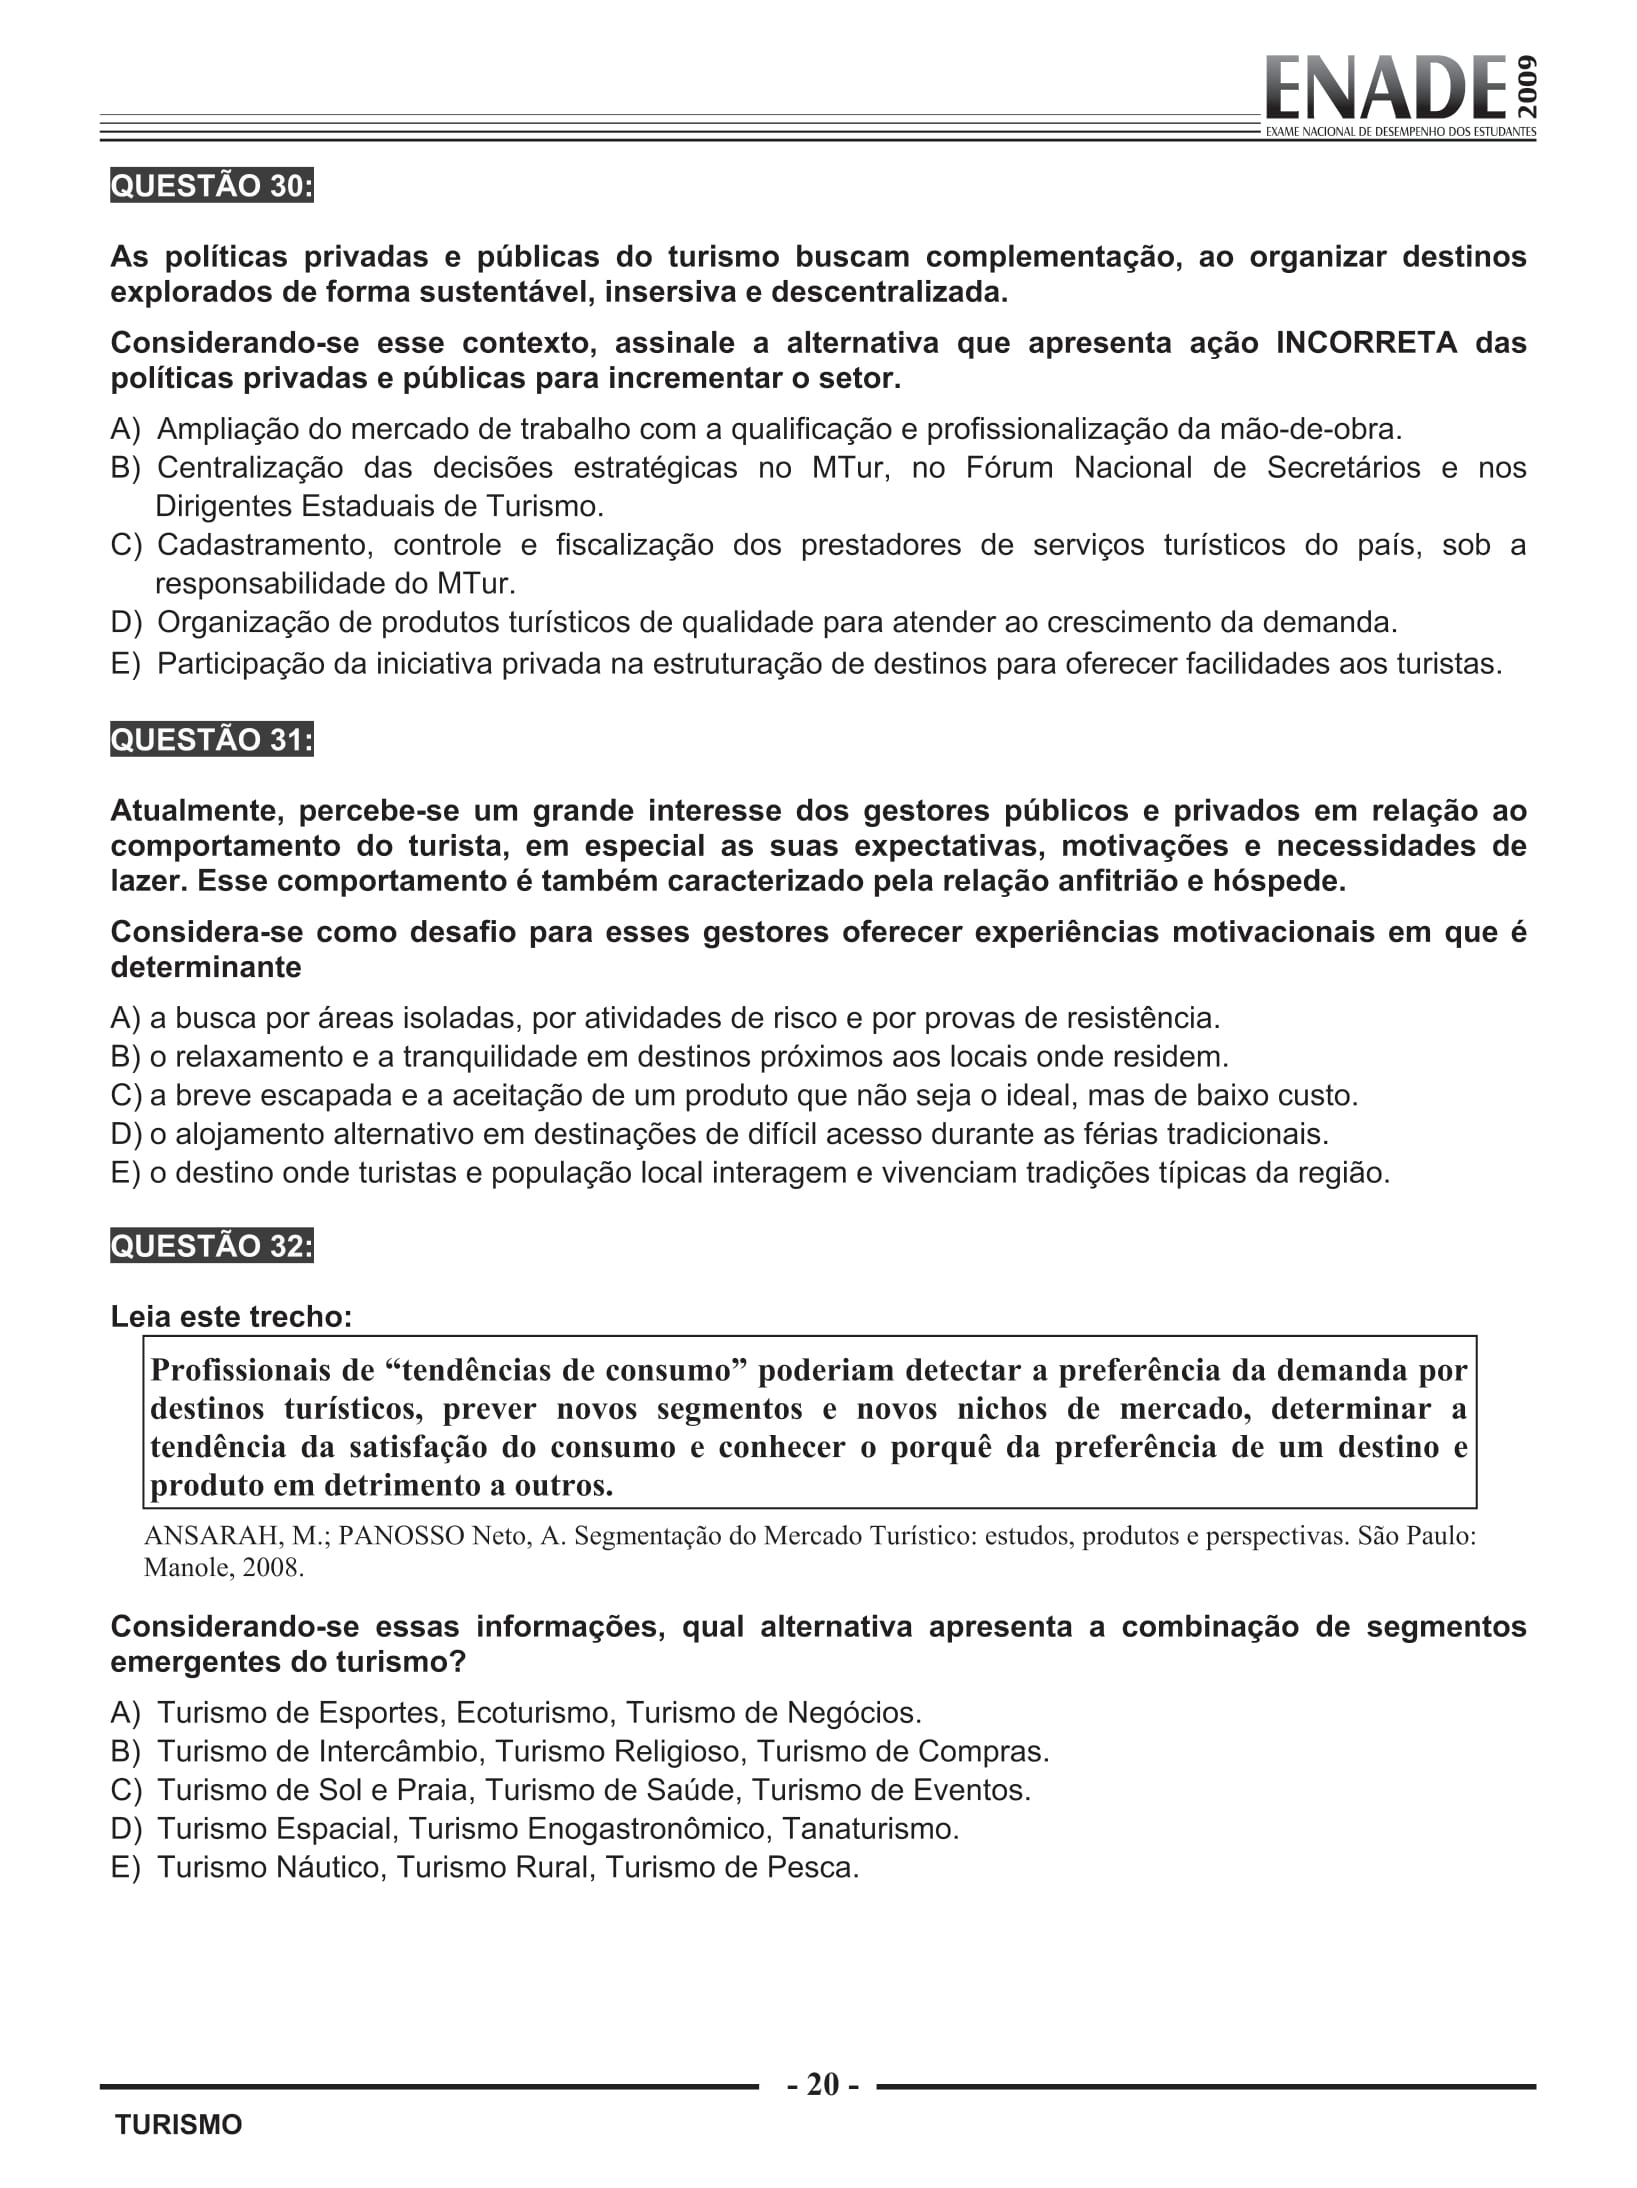 ENADE 2009
EXAME NACIONAL DE DESEMPENHO DOS ESTUDANTES
QUESTÃO 30:
As políticas privadas e públicas do turismo buscam complementação, ao organizar destinos
explorados de forma sustentável, insersiva e descentralizada.
Considerando-se esse contexto, assinale a alternativa que apresenta ação INCORRETA das
políticas privadas e públicas para incrementar o setor.
A) Ampliação do mercado de trabalho com a qualificação e profissionalização da mão-de-obra.
B) Centralização das decisões estratégicas no MTur, no Fórum Nacional de Secretários e nos
Dirigentes Estaduais de Turismo.
C) Cadastramento, controle e fiscalização dos prestadores de serviços turísticos do país, sob a
responsabilidade do MTur.
D) Organização de produtos turísticos de qualidade para atender ao crescimento da demanda.
E) Participação da iniciativa privada na estruturação de destinos para oferecer facilidades aos turistas.
QUESTÃO 31:
Atualmente, percebe-se um grande interesse dos gestores públicos e privados em relação ao
comportamento do turista, em especial as suas expectativas, motivações e necessidades de
lazer. Esse comportamento é também caracterizado pela relação anfitrião e hóspede.
Considera-se como desafio para esses gestores oferecer experiências motivacionais em que é
determinante
A) a busca por áreas isoladas, por atividades de risco e por provas de resistência.
B) o relaxamento e a tranquilidade em destinos próximos aos locais onde residem.
C) a breve escapada e a aceitação de um produto que não seja o ideal, mas de baixo custo.
D) o alojamento alternativo em destinações de difícil acesso durante as férias tradicionais.
E) o destino onde turistas e população local interagem e vivenciam tradições típicas da região.
QUESTÃO 32:
Leia este trecho:
Profissionais de “tendências de consumo” poderiam detectar a preferência da demanda por
destinos turísticos, prever novos segmentos e novos nichos de mercado, determinar a
tendência da satisfação do consumo e conhecer o porquê da preferência de um destino e
produto em detrimento a outros.
ANSARAH, M.; PANOSSO Neto, A. Segmentação do Mercado Turístico: estudos, produtos e perspectivas. São Paulo:
Manole, 2008.
Considerando-se essas informações, qual alternativa apresenta a combinação de segmentos
emergentes do turismo?
A) Turismo de Esportes, Ecoturismo, Turismo de Negócios.
B) Turismo de Intercâmbio, Turismo Religioso, Turismo de Compras.
C) Turismo de Sol e Praia, Turismo de Saúde, Turismo de Eventos.
D) Turismo Espacial, Turismo Enogastronômico, Tanaturismo.
E) Turismo Náutico, Turismo Rural, Turismo de Pesca.
- 20 -
TURISMO